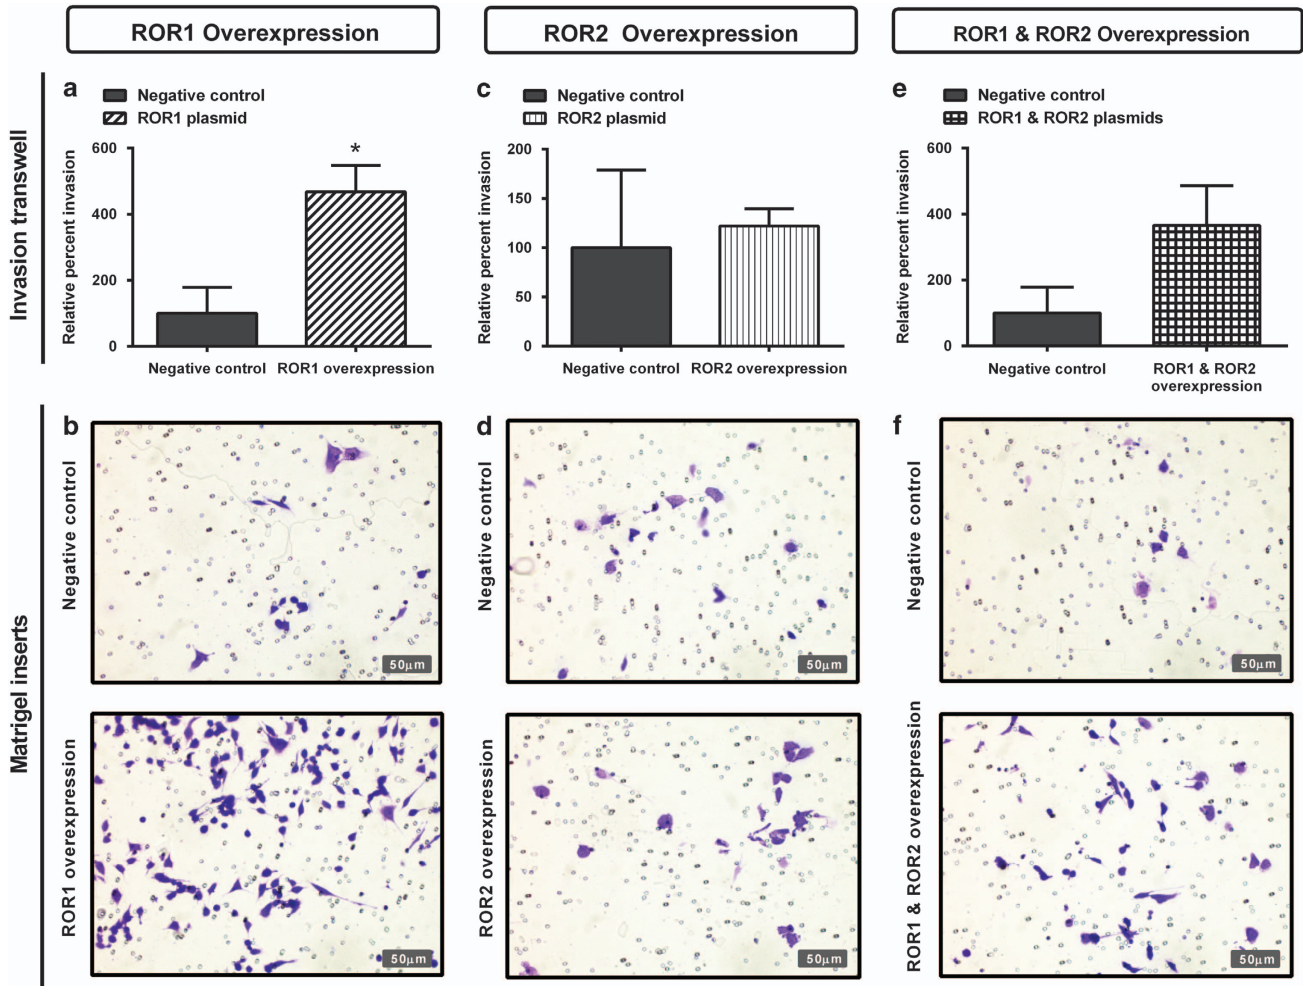 ROR1 Overexpression
ROR2 Overexpression
ROR1 & ROR2 Overexpression
Invasion transwell
a
Negative control
ROR1 plasmid
Relative percent invasion
600
400
200
0
*
Negative control
ROR1 overexpression
c
Negative control
ROR2 plasmid
Relative percent invasion
200
150
100
50
0
Negative control
ROR2 overexpression
e
Negative control
ROR1 & ROR2 plasmids
Relative percent invasion
600
400
200
0
Negative control
ROR1 & ROR2
overexpression
Matrigel inserts
b
Negative control
50µm
ROR1 overexpression
50µm
d
Negative control
50µm
ROR2 overexpression
50µm
f
Negative control
50µm
ROR1 & ROR2 overexpression
50µm